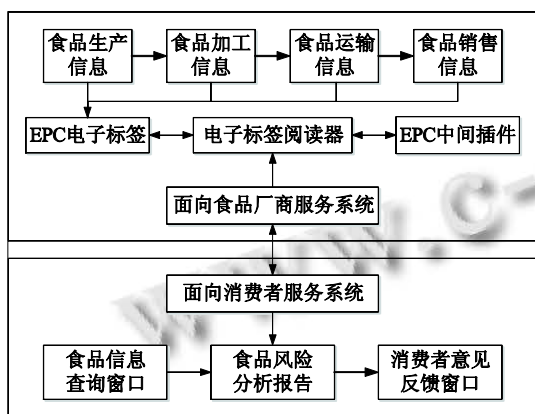 食品生产
信息
食品加工
信息
食品运输
信息
食品销售
信息
EPC电子标签
电子标签阅读器
EPC中间插件
面向食品厂商服务系统
面向消费者服务系统
食品信息
查询窗口
食品风险
分析报告
消费者意见
反馈窗口
www.c-